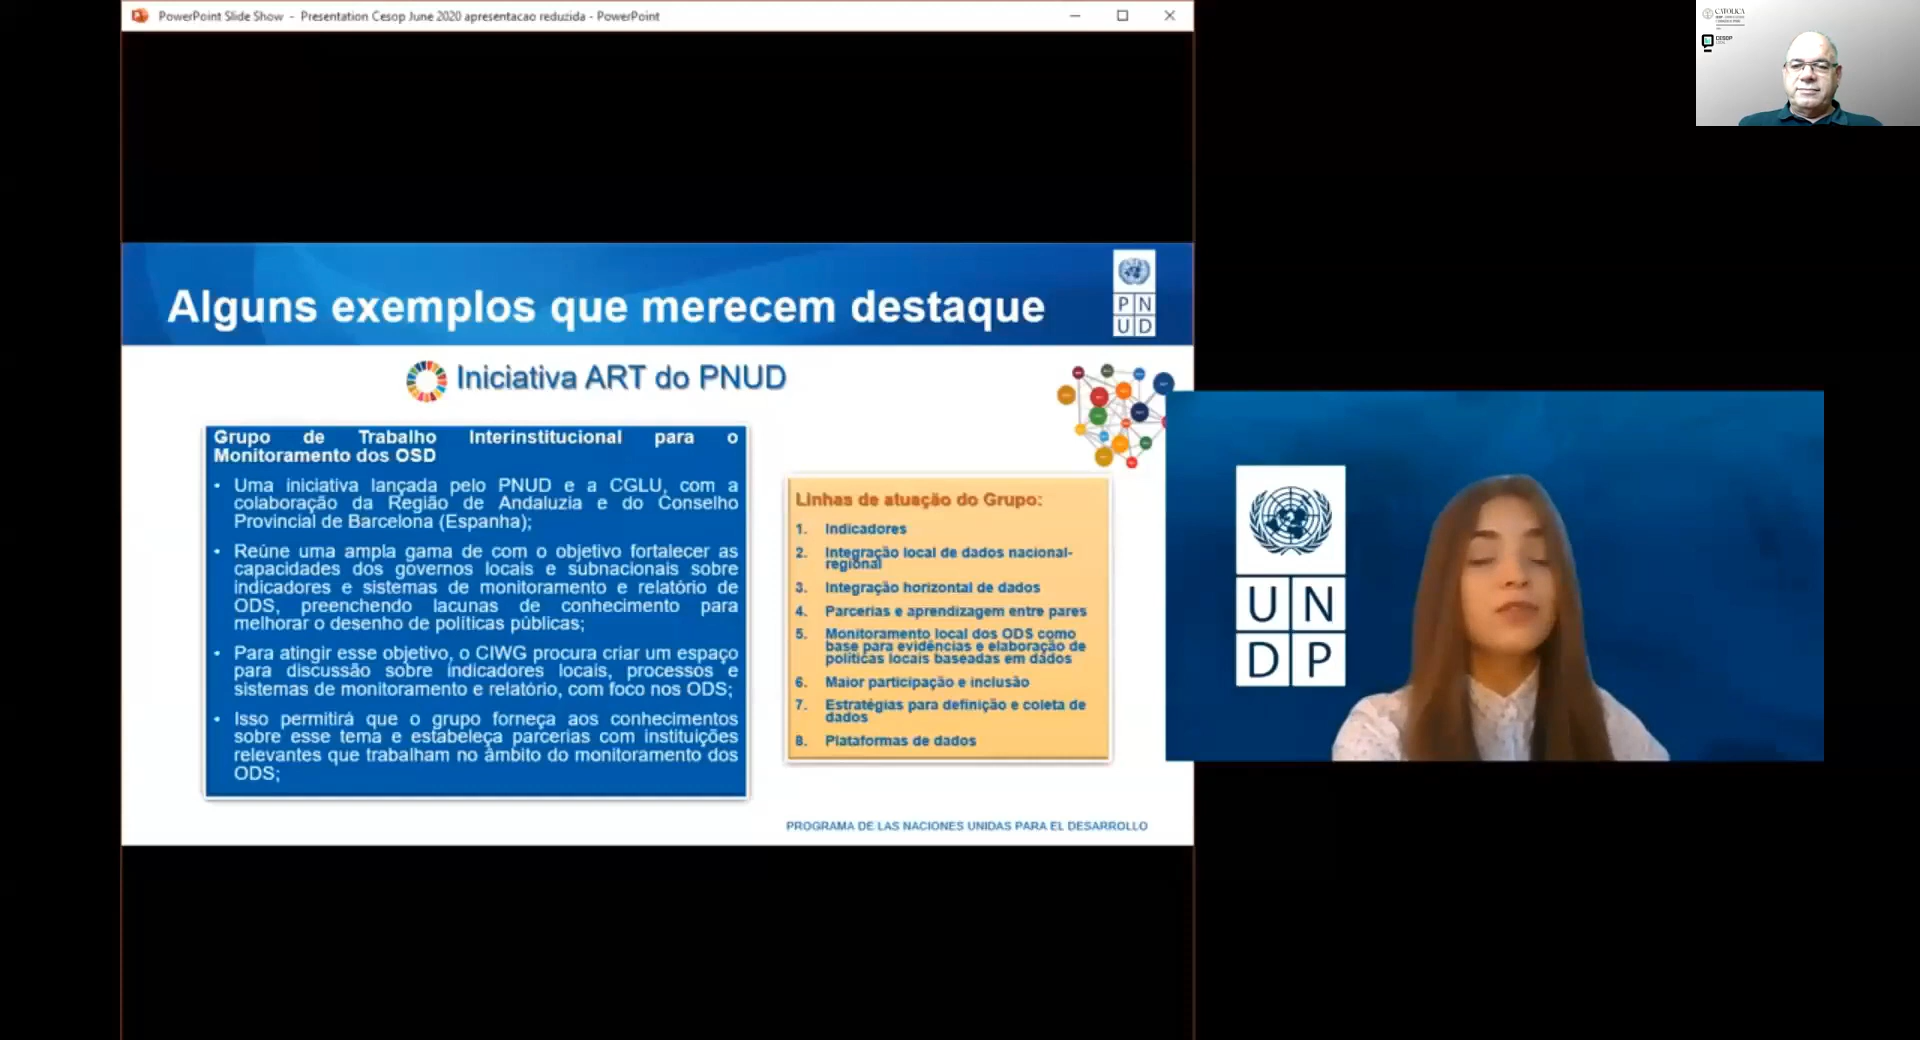 PowerPoint Slide Show - Presentation Cesop June 2020 apresentacao reduzida - PowerPoint
CATOLICA
CESOP
Alguns exemplos que merecem destaque
P N
U D
Iniciativa ART do PNUD
Grupo de Trabalho Interinstitucional para o
Monitoramento dos OSD
• Uma iniciativa lançada pelo PNUD e a CGLU, com a
colaboração da Região de Andaluzia e do Conselho
Provincial de Barcelona (Espanha);
• Reúne uma ampla gama de com o objetivo fortalecer as
capacidades dos governos locais e subnacionais sobre
indicadores e sistemas de monitoramento e relatório de
ODS, preenchendo lacunas de conhecimento para
melhorar o desenho de políticas públicas;
• Para atingir esse objetivo, o CIWG procura criar um espaço
para discussão sobre indicadores locais, processos e
sistemas de monitoramento e relatório, com foco nos ODS;
• Isso permitirá que o grupo forneça aos conhecimentos
sobre esse tema e estabeleça parcerias com instituições
relevantes que trabalham no âmbito do monitoramento dos
ODS;
Linhas de atuação do Grupo:
1. Indicadores
2. Integração local de dados nacional-
regional
3. Integração horizontal de dados
4. Parcerias e aprendizagem entre pares
5. Monitoramento local dos ODS como
base para evidências e elaboração de
políticas locais baseadas em dados
6. Maior participação e inclusão
7. Estratégias para definição e coleta de
dados
8. Plataformas de dados
PROGRAMA DE LAS NACIONES UNIDAS PARA EL DESARROLLO
U N
D P